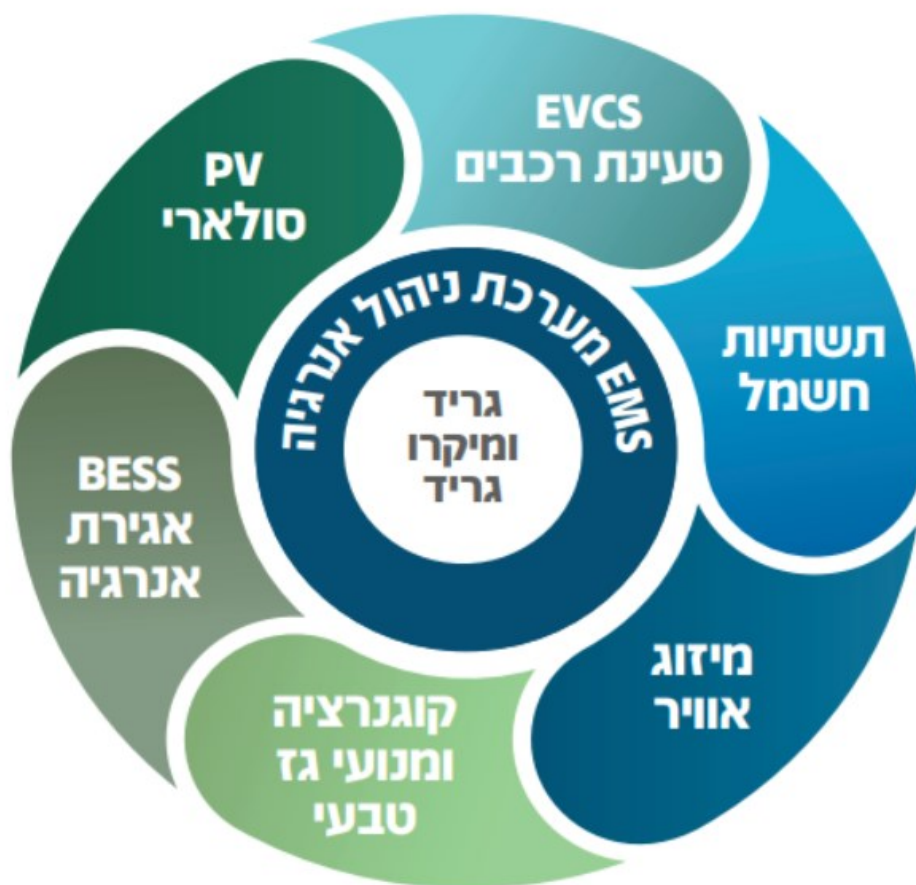 EVCS
טעינת רכבים
PV
סולארי
תשתיות
חשמל
EMS מערכת ניהול אנרגיה
גריד
ומיקרו
גריד
BESS
אגירת
אנרגיה
מיזוג
אוויר
קוגנרציה
ומנועי גז
טבעי